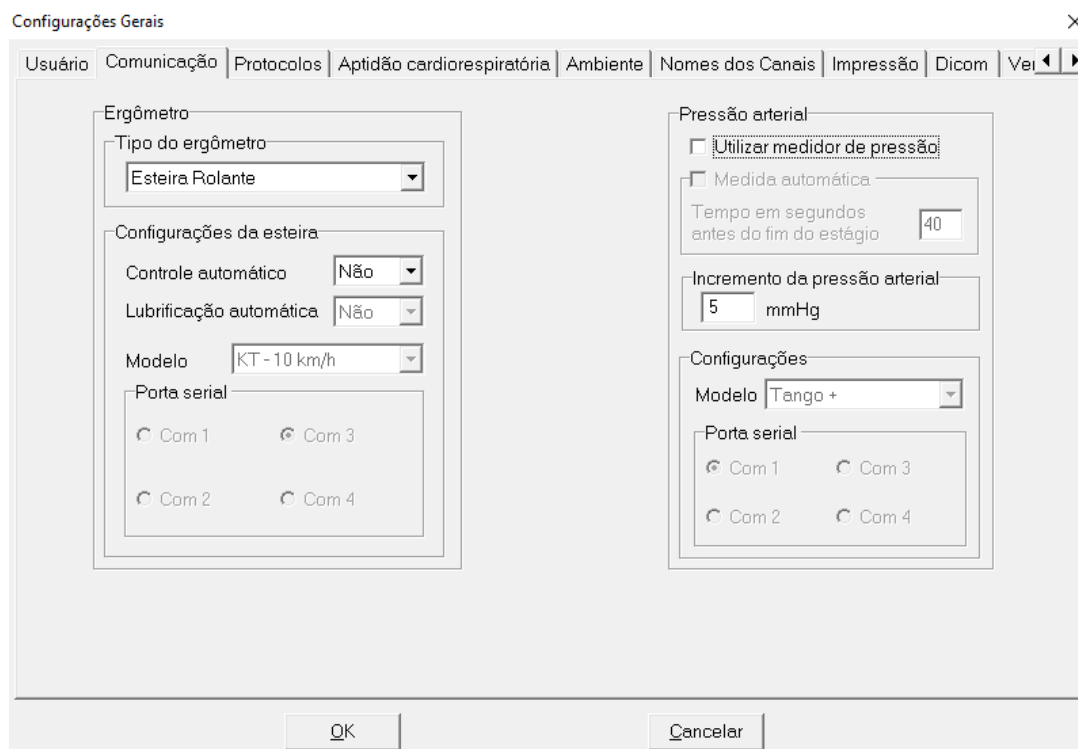 Configurações Gerais
Usuário Comunicação Protocolos Aptidão cardiorespiratória Ambiente Nomes dos Canais Impressão Dicom Ve
Ergômetro
Tipo do ergômetro
Esteira Rolante
Configurações da esteira
Controle automático Não
Lubrificação automática Não
Modelo KT - 10 km/h
Porta serial
Com 1 Com 3
Com 2 Com 4
Pressão arterial
Utilizar medidor de pressão
Medida automática
Tempo em segundos
antes do fim do estágio 40
Incremento da pressão arterial
5 mmHg
Configurações
Modelo Tango +
Porta serial
Com 1 Com 3
Com 2 Com 4
OK Cancelar